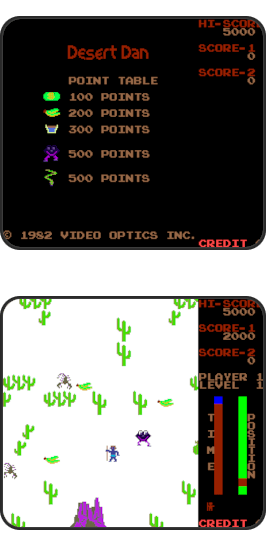 HI-SCOR
5000
Desert Dan
SCORE-1
0
POINT TABLE
SCORE-2
0
100 POINTS
200 POINTS
300 POINTS
500 POINTS
500 POINTS
© 1982 VIDEO OPTICS INC.
CREDIT
HI-SCOR
5000
SCORE-1
2000
SCORE-2
0
PLAYER 1
LEVEL 1
TIME
POSITION
CREDIT